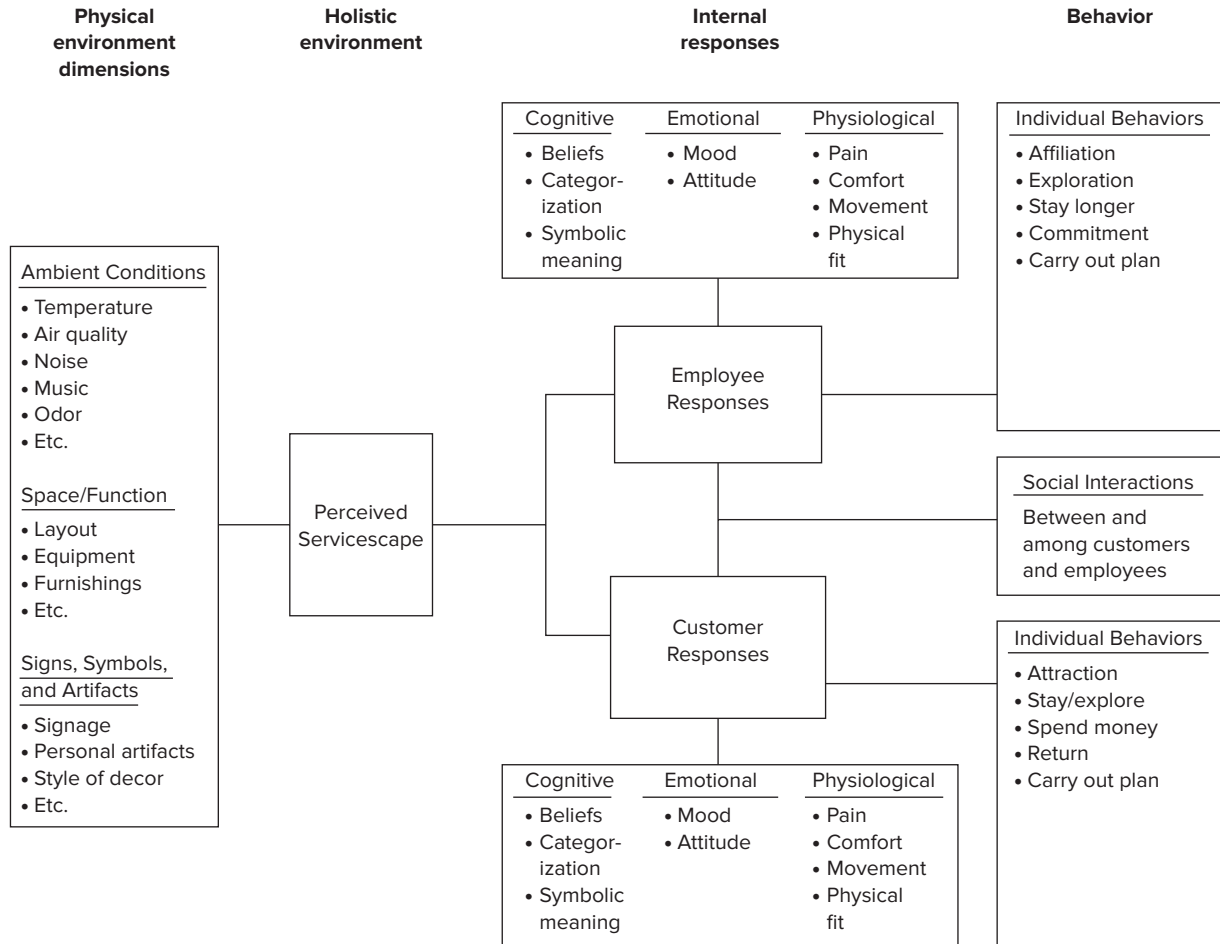 Physical
environment
dimensions
Holistic
environment
Internal
responses
Behavior
Ambient Conditions
• Temperature
• Air quality
• Noise
• Music
• Odor
• Etc.
Space/Function
• Layout
• Equipment
• Furnishings
• Etc.
Signs, Symbols,
and Artifacts
• Signage
• Personal artifacts
• Style of decor
• Etc.
Perceived
Servicescape
Cognitive
• Beliefs
• Categor-
ization
• Symbolic
meaning
Emotional
• Mood
• Attitude
Physiological
• Pain
• Comfort
• Movement
• Physical
fit
Employee
Responses
Customer
Responses
Cognitive
• Beliefs
• Categor-
ization
• Symbolic
meaning
Emotional
• Mood
• Attitude
Physiological
• Pain
• Comfort
• Movement
• Physical
fit
Individual Behaviors
• Affiliation
• Exploration
• Stay longer
• Commitment
• Carry out plan
Social Interactions
Between and
among customers
and employees
Individual Behaviors
• Attraction
• Stay/explore
• Spend money
• Return
• Carry out plan